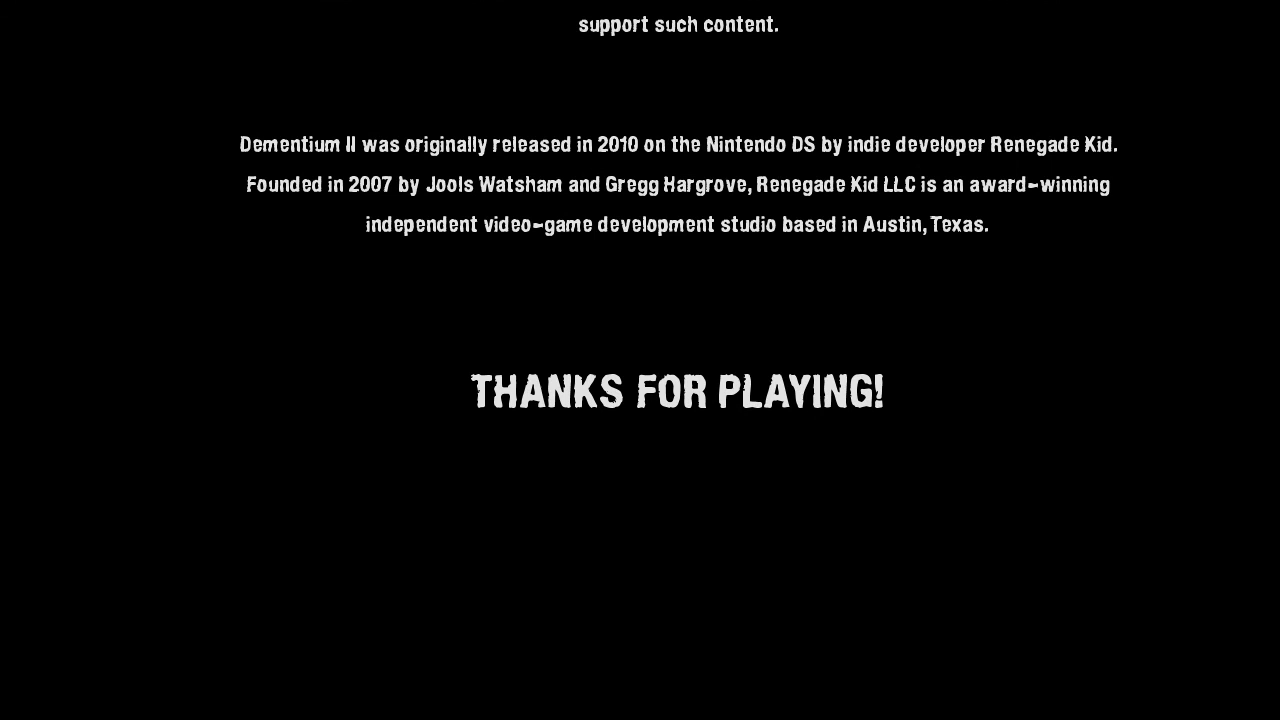 support such content.
Dementium II was originally released in 2010 on the Nintendo DS by indie developer Renegade Kid.
Founded in 2007 by Jools Watsham and Gregg Hargrove, Renegade Kid LLC is an award-winning
independent video-game development studio based in Austin, Texas.
THANKS FOR PLAYING!